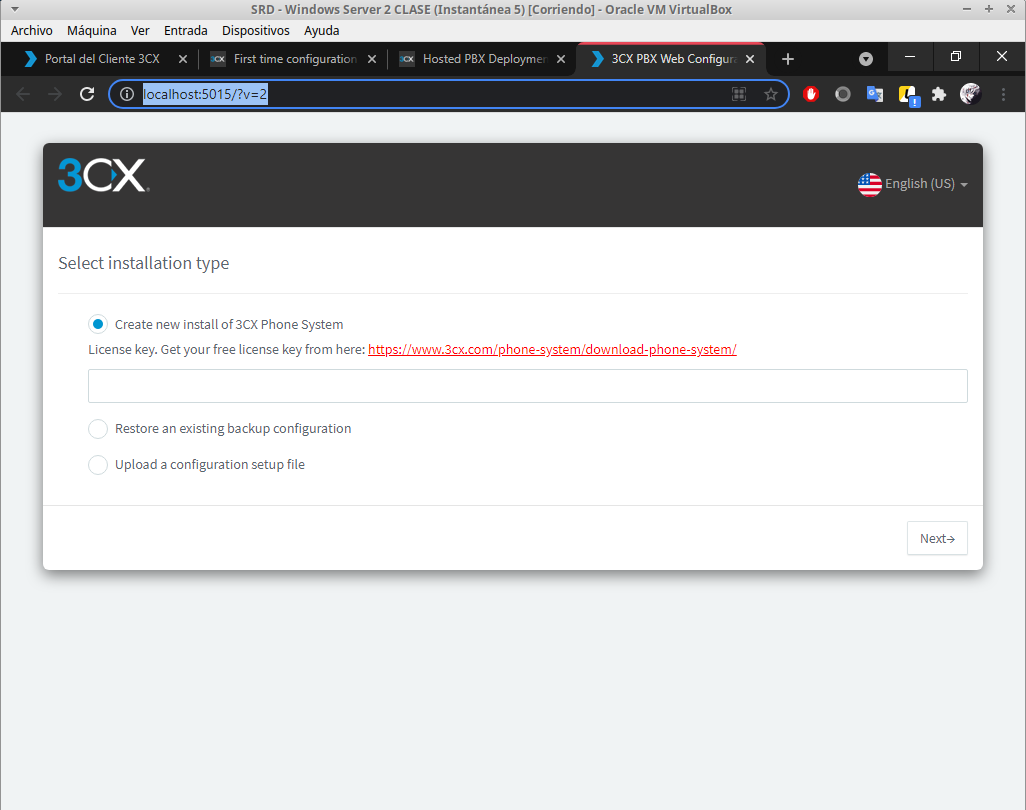 SRD - Windows Server 2 CLASE (Instantánea 5) [Corriendo] - Oracle VM VirtualBox
Archivo Máquina Ver Entrada Dispositivos Ayuda
Portal del Cliente 3CX First time configuration Hosted PBX Deploymen 3CX PBX Web Configura
localhost:5015/?v=2
3CX
English (US)
Select installation type
Create new install of 3CX Phone System
License key. Get your free license key from here: https://www.3cx.com/phone-system/download-phone-system/
Restore an existing backup configuration
Upload a configuration setup file
Next→